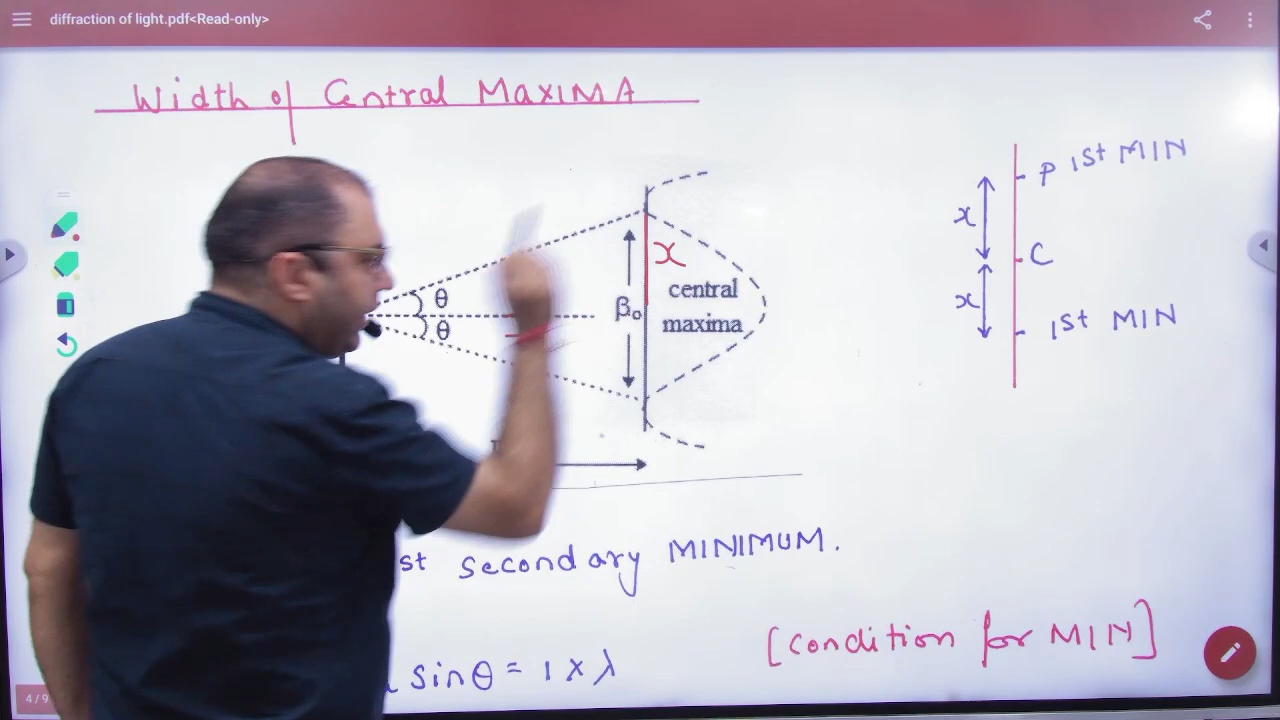 diffraction of light.pdf<Read-only>
Width of Central MAXIMA
P 1st MIN
x
C
x
1st MIN
x
θ
θ
β₀
central
maxima
st secondary MINIMUM.
[condition for MIN]
sinθ = 1 x λ
4 / 9